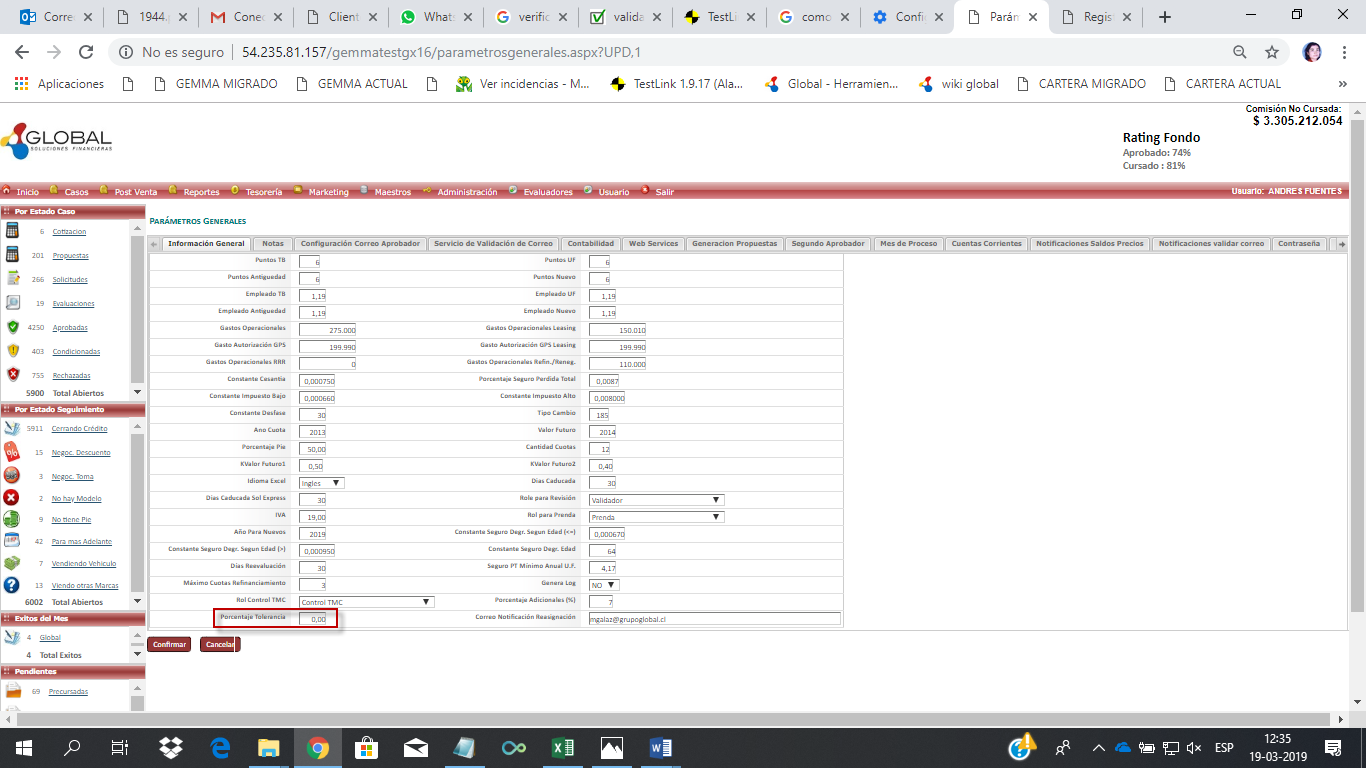 Corre
1944.
Conec
Client
Whats
verific
valida
TestLin
como
Config
Parán
Regist
No es seguro | 54.235.81.157/gemmatestgx16/parametrosgenerales.aspx?UPD,1
Aplicaciones
GEMMA MIGRADO
GEMMA ACTUAL
Ver incidencias - M...
TestLink 1.9.17 (Ala...
Global - Herramien...
wiki global
CARTERA MIGRADO
CARTERA ACTUAL
»
Comisión No Cursada:
$ 3.305.212.054
GLOBAL
SOLUCIONES FINANCIERAS
Rating Fondo
Aprobado: 74%
Cursado : 81%
Inicio Casos Post Venta Reportes Tesorería Marketing Maestros Administración Evaluadores Usuario Salir Usuario: ANDRES FUENTES
Por Estado Caso
6 Cotizacion
201 Propuestas
266 Solicitudes
19 Evaluaciones
4250 Aprobadas
403 Condicionadas
755 Rechazadas
5900 Total Abiertos
Por Estado Seguimiento
5911 Cerrando Crédito
15 Negoc. Descuento
3 Negoc. Toma
2 No hay Modelo
9 No tiene Pie
42 Para mas Adelante
7 Vendiendo Vehiculo
13 Viendo otras Marcas
6002 Total Abiertos
Exitos del Mes
4 Global
4 Total Exitos
Pendientes
69 Precursadas
PARÁMETROS GENERALES
Información General Notas Configuración Correo Aprobador Servicio de Validación de Correo Contabilidad Web Services Generacion Propuestas Segundo Aprobador Mes de Proceso Cuentas Corrientes Notificaciones Saldos Precios Notificaciones validar correo Contraseña
Puntos TB 6 Puntos UF 6
Puntos Antiguedad 6 Puntos Nuevo 6
Empleado TB 1,19 Empleado UF 1,19
Empleado Antiguedad 1,19 Empleado Nuevo 1,19
Gastos Operacionales 275.000 Gastos Operacionales Leasing 150.010
Gasto Autorización GPS 199.990 Gasto Autorización GPS Leasing 199.990
Gastos Operacionales RRR 0 Gastos Operacionales Refin./Reneg. 110.000
Constante Cesantia 0,000750 Porcentaje Seguro Perdida Total 0,0087
Constante Impuesto Bajo 0,000660 Constante Impuesto Alto 0,008000
Constante Desfase 30 Tipo Cambio 185
Ano Cuota 2013 Valor Futuro 2014
Porcentaje Pie 50,00 Cantidad Cuotas 12
KValor Futuro1 0,50 KValor Futuro2 0,40
Idioma Excel Ingles Dias Caducada 30
Dias Caducada Sol Express 30 Role para Revisión Validador
IVA 19,00 Rol para Prenda Prenda
Año Para Nuevos 2019 Constante Seguro Degr. Segun Edad (<=) 0,000670
Constante Seguro Degr. Segun Edad (>) 0,000950 Constante Seguro Degr. Edad 64
Días Reevaluación 30 Seguro PT Mínimo Anual U.F. 4,17
Máximo Cuotas Refinanciamiento 3 Genera Log NO
Rol Control TMC Control TMC Porcentaje Adicionales (%) 7
Porcentaje Tolerancia 0,00 Correo Notificación Reasignación mgalaz@grupoglobal.cl
Confirmar Cancelar
ESP
12:35
19-03-2019